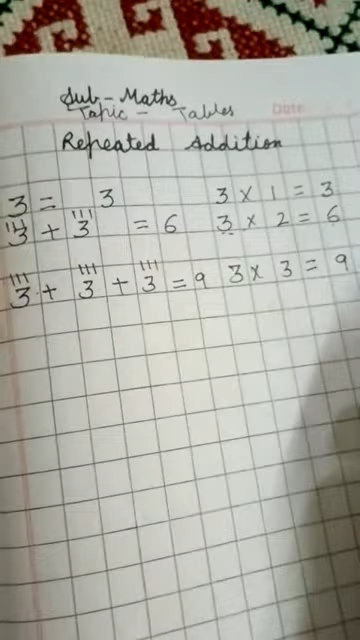 Sub - Maths
Topic - Tables
Date
Repeated Addition
3 = 3 3 × 1 = 3
3 + 3 = 6 3 × 2 = 6
3 + 3 + 3 = 9 3 × 3 = 9